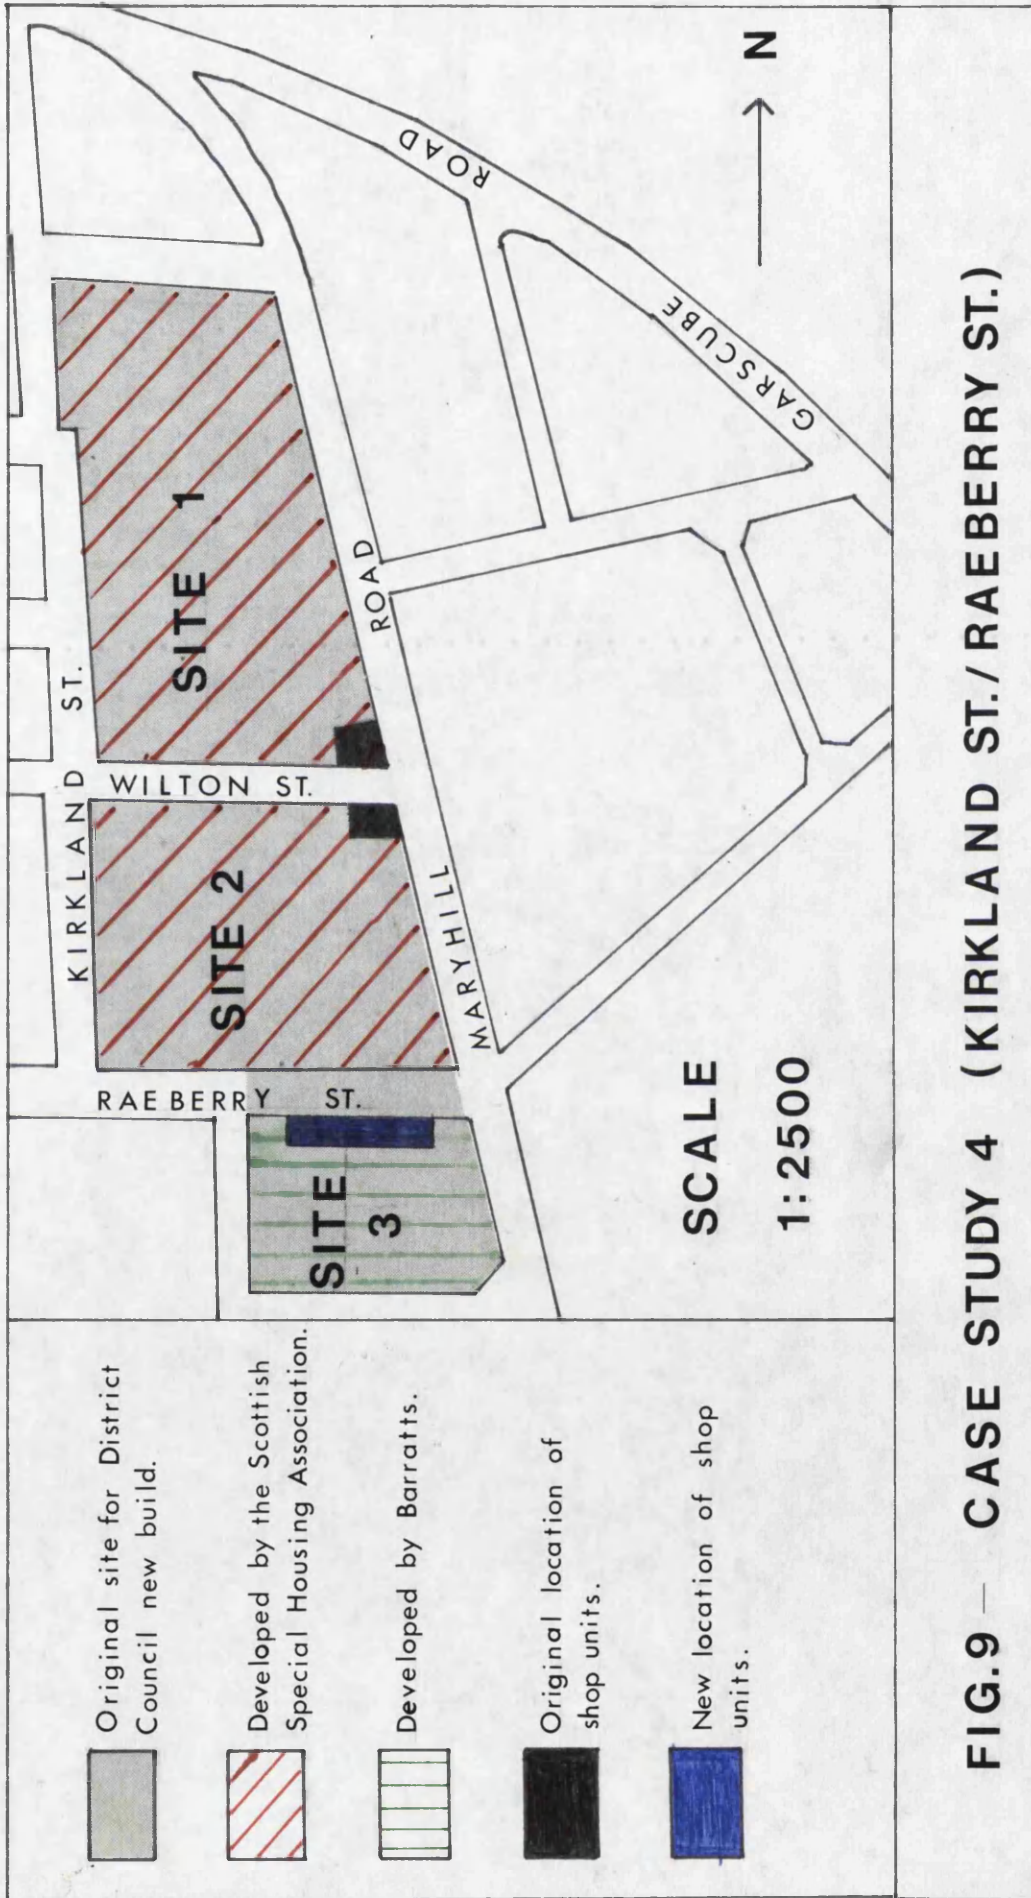 Original site for District
Council new build.
Developed by the Scottish
Special Housing Association.
Developed by Barratts.
Original location of
shop units.
New location of shop
units.
KIRKLAND ST.
SITE 1
WILTON ST.
SITE 2
RAEBERRY ST.
SITE
3
MARYHILL ROAD
GARSCUBE ROAD
N
SCALE
1:2500
FIG.9 — CASE STUDY 4 (KIRKLAND ST./RAEBERRY ST.)